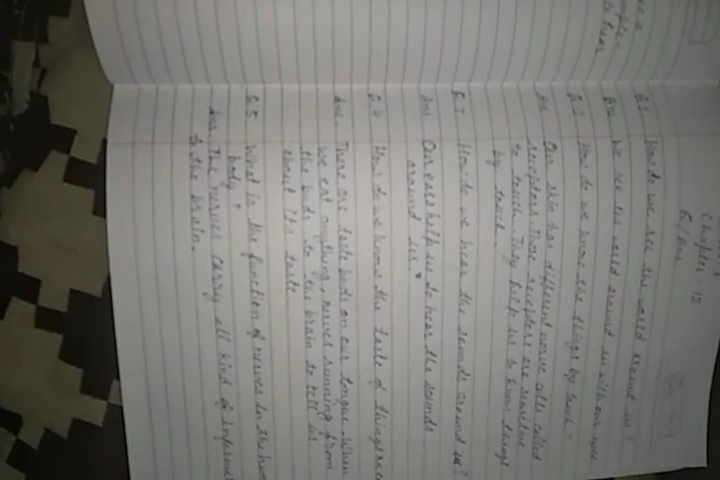 Chapter 12
Q/Ans
Q.1 How do we see the world around us?
Ans We see the world around us with our eyes.
Q.2 How do we know the things by touch?
Ans Our skin has different nerve cells called
receptors. These receptors are sensitive
to touch. They help us to know things
by touch.
Q.3 How do we hear the sounds around us?
Ans Our ears help us to hear the sounds
around us.
Q.4 How do we know the taste of things
Ans. There are taste buds on our tongue. When
we eat anything, nerves running from
the buds to the brain to tell us
about its taste.
Q.5 What is the function of nerves in the
body?
Ans The nerves carry all kind of
to the brain.